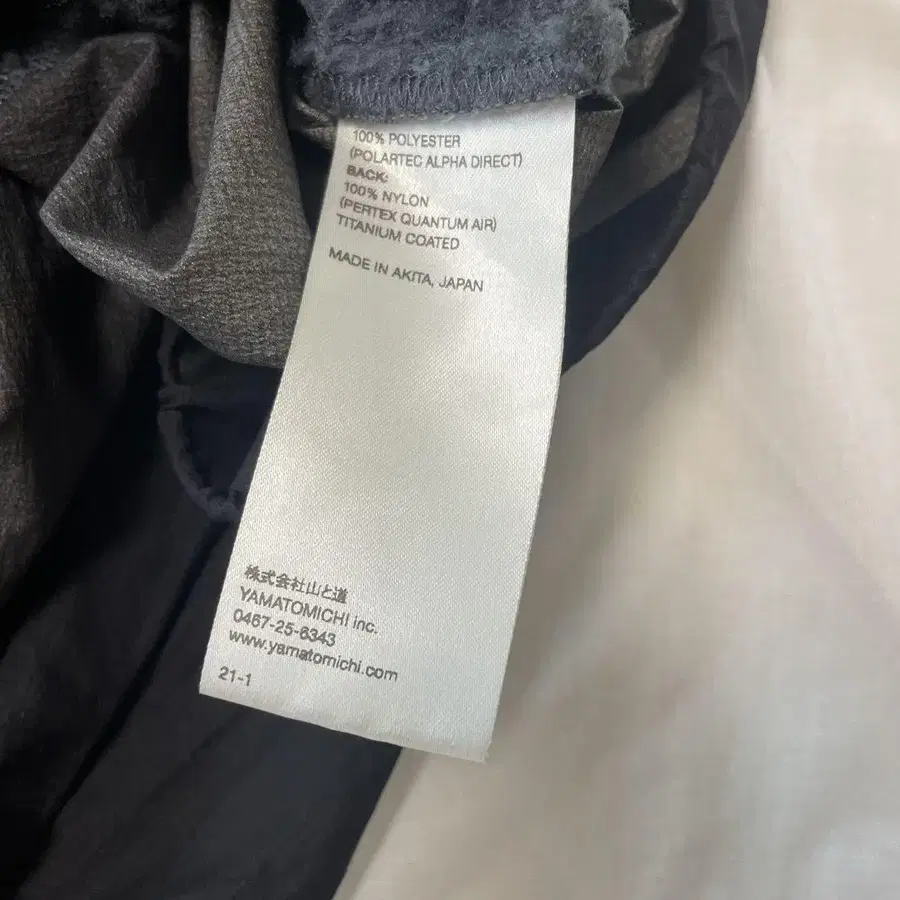 100% POLYESTER
(POLARTEC ALPHA DIRECT)
BACK:
100% NYLON
(PERTEX QUANTUM AIR)
TITANIUM COATED
MADE IN AKITA, JAPAN
株式会社山と道
YAMATOMICHI inc.
0467-25-6343
www.yamatomichi.com
21-1